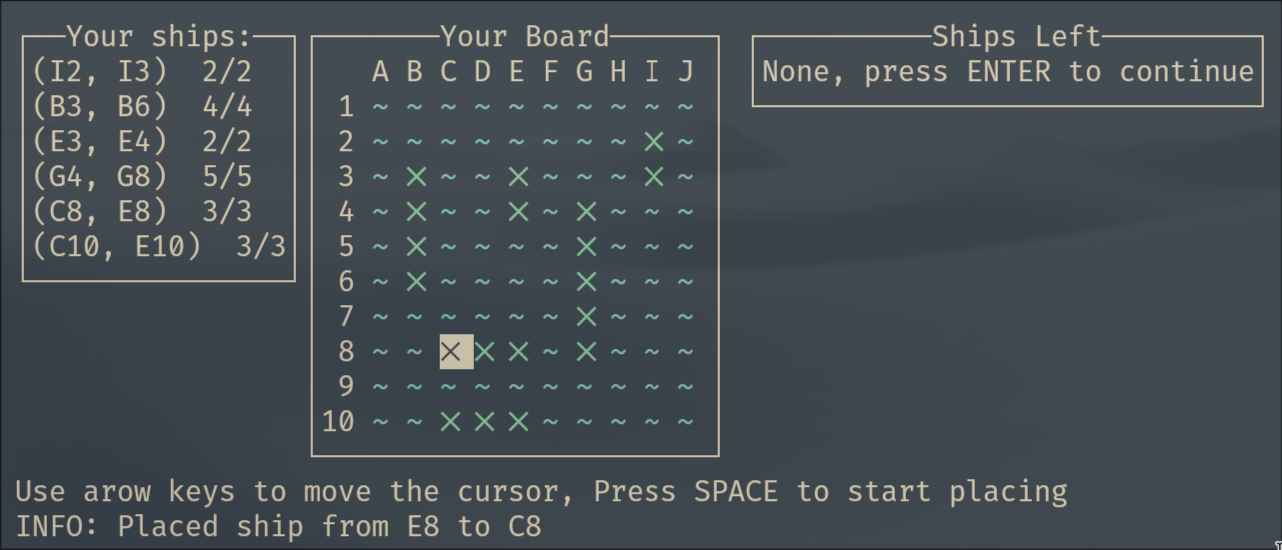 Your ships:
(I2, I3)  2/2
(B3, B6)  4/4
(E3, E4)  2/2
(G4, G8)  5/5
(C8, E8)  3/3
(C10, E10)  3/3
Your Board
A B C D E F G H I J
1 ~ ~ ~ ~ ~ ~ ~ ~ ~ ~
2 ~ ~ ~ ~ ~ ~ ~ ~ × ~
3 ~ × ~ ~ × ~ ~ ~ × ~
4 ~ × ~ ~ × ~ × ~ ~ ~
5 ~ × ~ ~ ~ ~ × ~ ~ ~
6 ~ × ~ ~ ~ ~ × ~ ~ ~
7 ~ ~ ~ ~ ~ ~ × ~ ~ ~
8 ~ ~ × × × ~ × ~ ~ ~
9 ~ ~ ~ ~ ~ ~ ~ ~ ~ ~
10 ~ ~ × × × ~ ~ ~ ~ ~
Ships Left
None, press ENTER to continue
Use arow keys to move the cursor, Press SPACE to start placing
INFO: Placed ship from E8 to C8